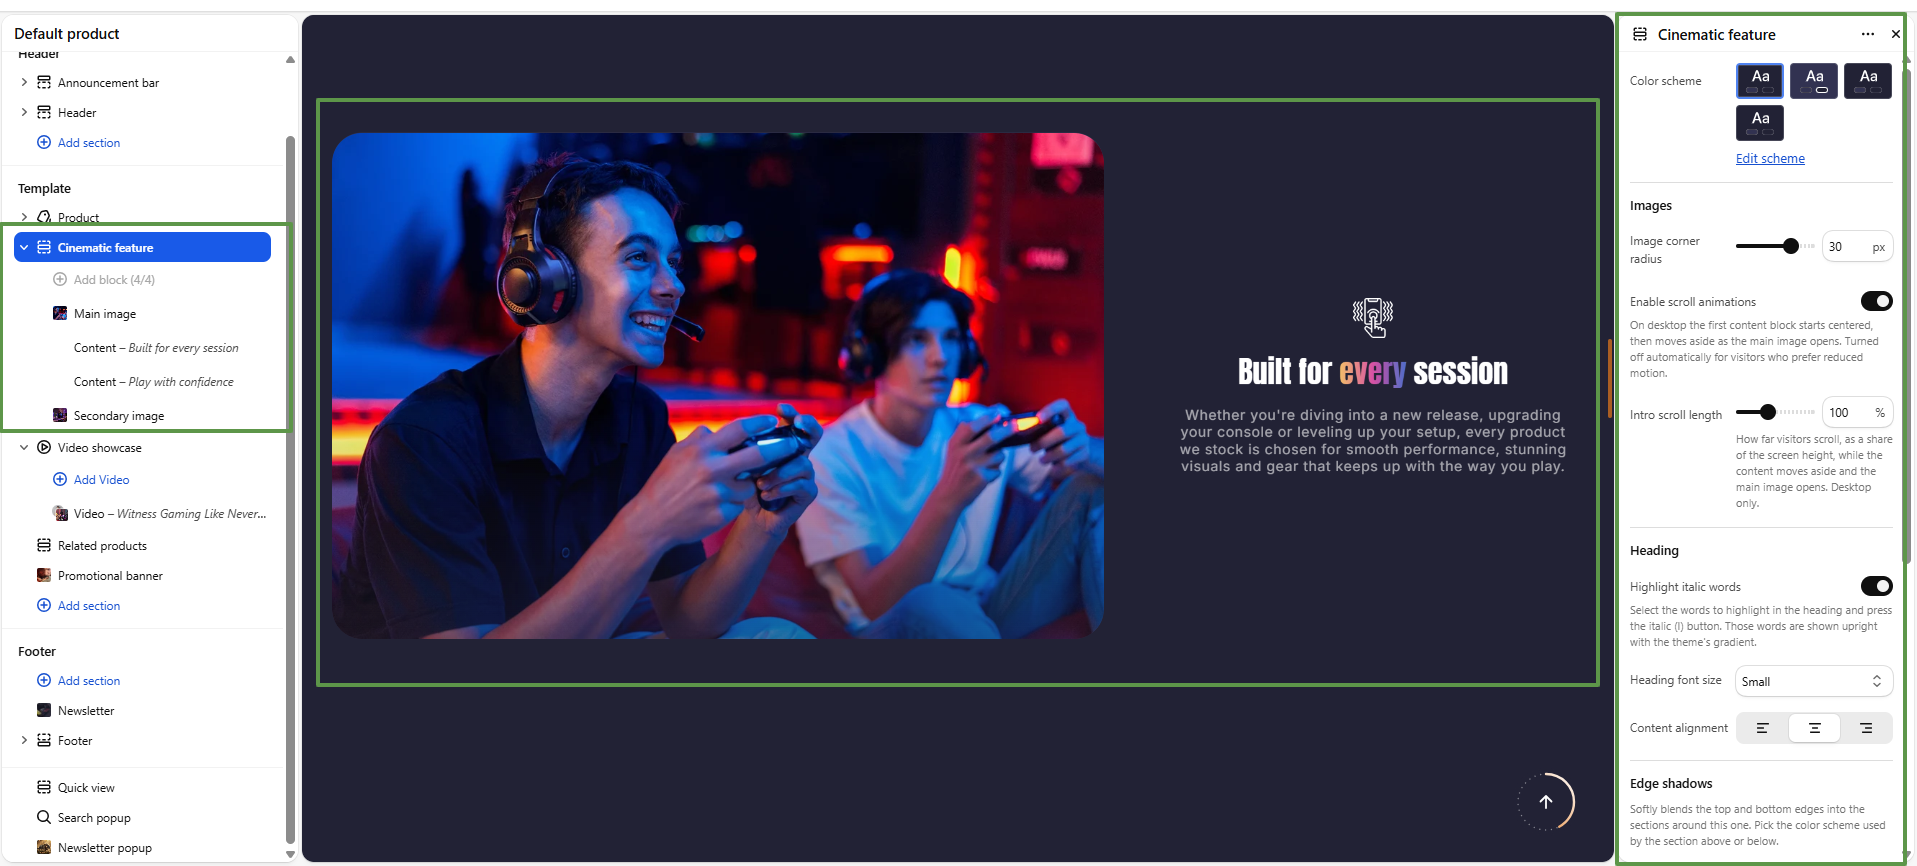 Default product
Header
Announcement bar
Header
Add section
Template
Product
Cinematic feature
Add block (4/4)
Main image
Content – Built for every session
Content – Play with confidence
Secondary image
Video showcase
Add Video
Video – Witness Gaming Like Never...
Related products
Promotional banner
Add section
Footer
Add section
Newsletter
Footer
Quick view
Search popup
Newsletter popup
Built for every session
Whether you're diving into a new release, upgrading
your console or leveling up your setup, every product
we stock is chosen for smooth performance, stunning
visuals and gear that keeps up with the way you play.
Cinematic feature
Color scheme
Aa
Aa
Aa
Aa
Edit scheme
Images
Image corner
radius
30 px
Enable scroll animations
On desktop the first content block starts centered,
then moves aside as the main image opens. Turned
off automatically for visitors who prefer reduced
motion.
Intro scroll length
100 %
How far visitors scroll, as a share
of the screen height, while the
content moves aside and the
main image opens. Desktop
only.
Heading
Highlight italic words
Select the words to highlight in the heading and press
the italic (I) button. Those words are shown upright
with the theme's gradient.
Heading font size
Small
Content alignment
Edge shadows
Softly blends the top and bottom edges into the
sections around this one. Pick the color scheme used
by the section above or below.